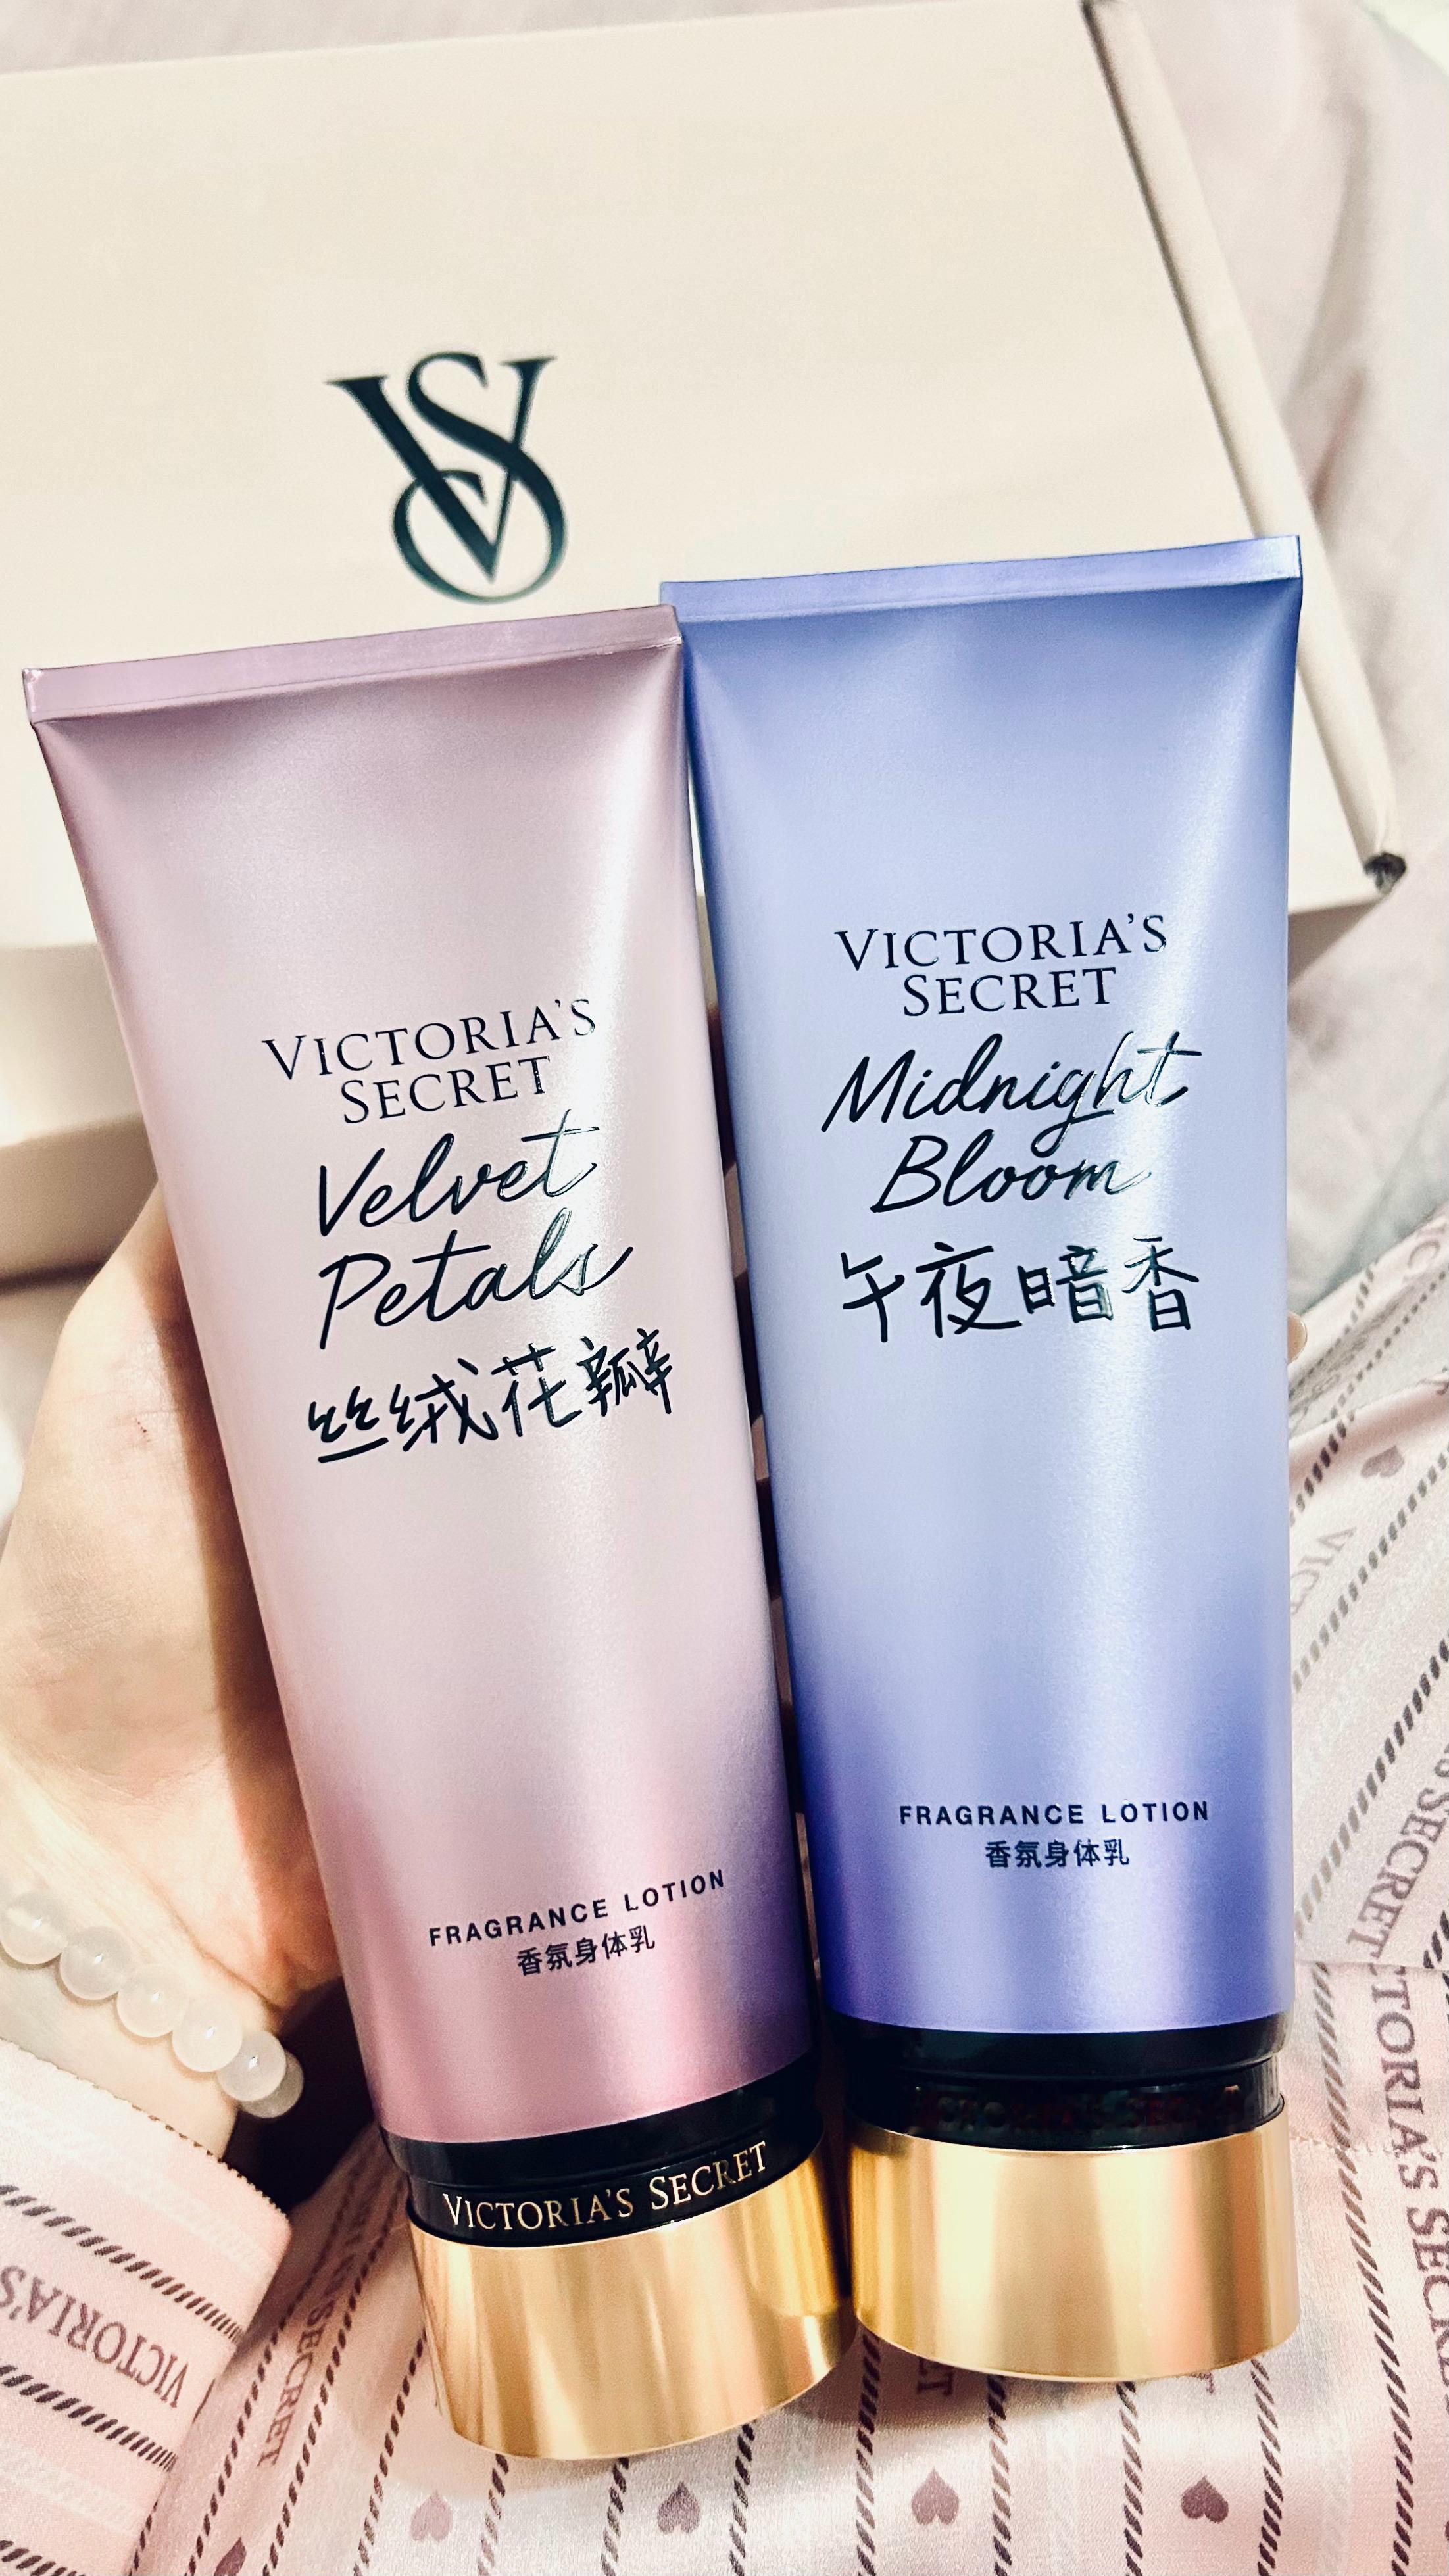 VS
VICTORIA'S
SECRET
Velvet
Petals
丝绒花瓣
FRAGRANCE LOTION
香氛身体乳
VICTORIA'S SECRET
VICTORIA'S
SECRET
Midnight
Bloom
午夜暗香
FRAGRANCE LOTION
香氛身体乳
VICTORIA'S
SECRET
VICTORIA'S SECRET